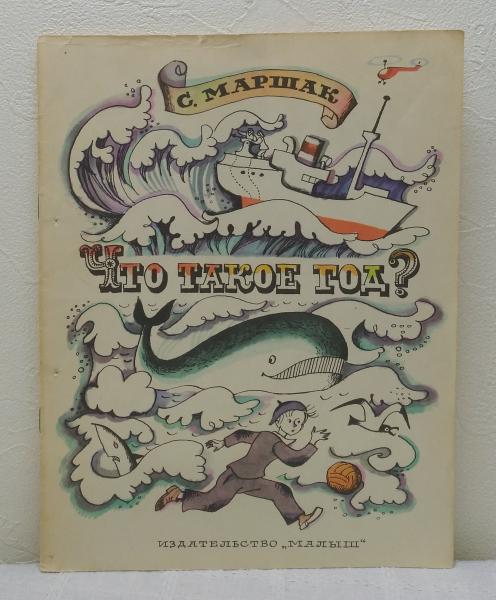 С. МАРШАК
ЧТО ТАКОЕ ГОД?
ИЗДАТЕЛЬСТВО „МАЛЫШ“